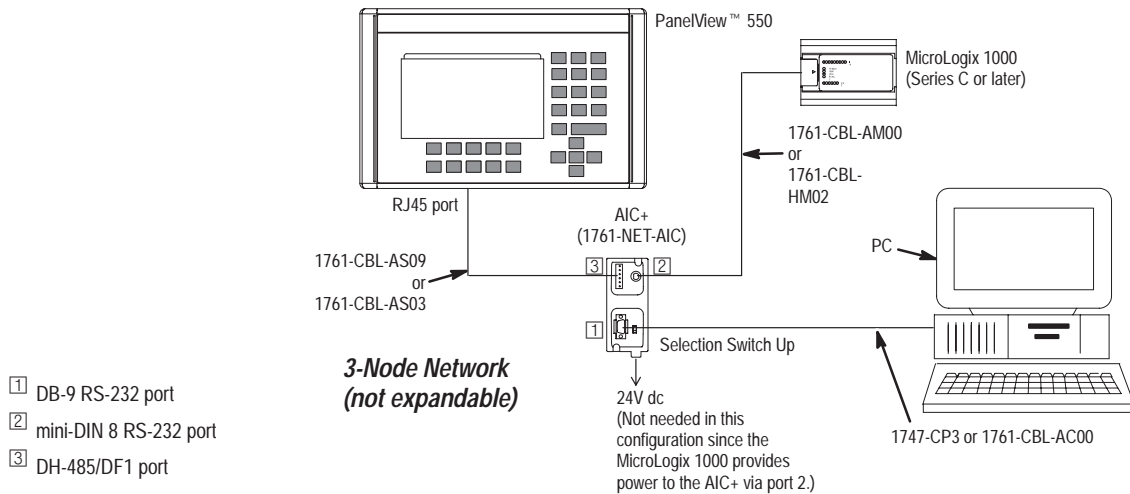 PanelView™ 550
MicroLogix 1000
(Series C or later)
1761-CBL-AM00
or
1761-CBL-
HM02
RJ45 port
AIC+
(1761-NET-AIC)
PC
1761-CBL-AS09
or
1761-CBL-AS03
3
2
1
Selection Switch Up
3-Node Network
(not expandable)
24V dc
(Not needed in this
configuration since the
MicroLogix 1000 provides
power to the AIC+ via port 2.)
1747-CP3 or 1761-CBL-AC00
1 DB-9 RS-232 port
2 mini-DIN 8 RS-232 port
3 DH-485/DF1 port